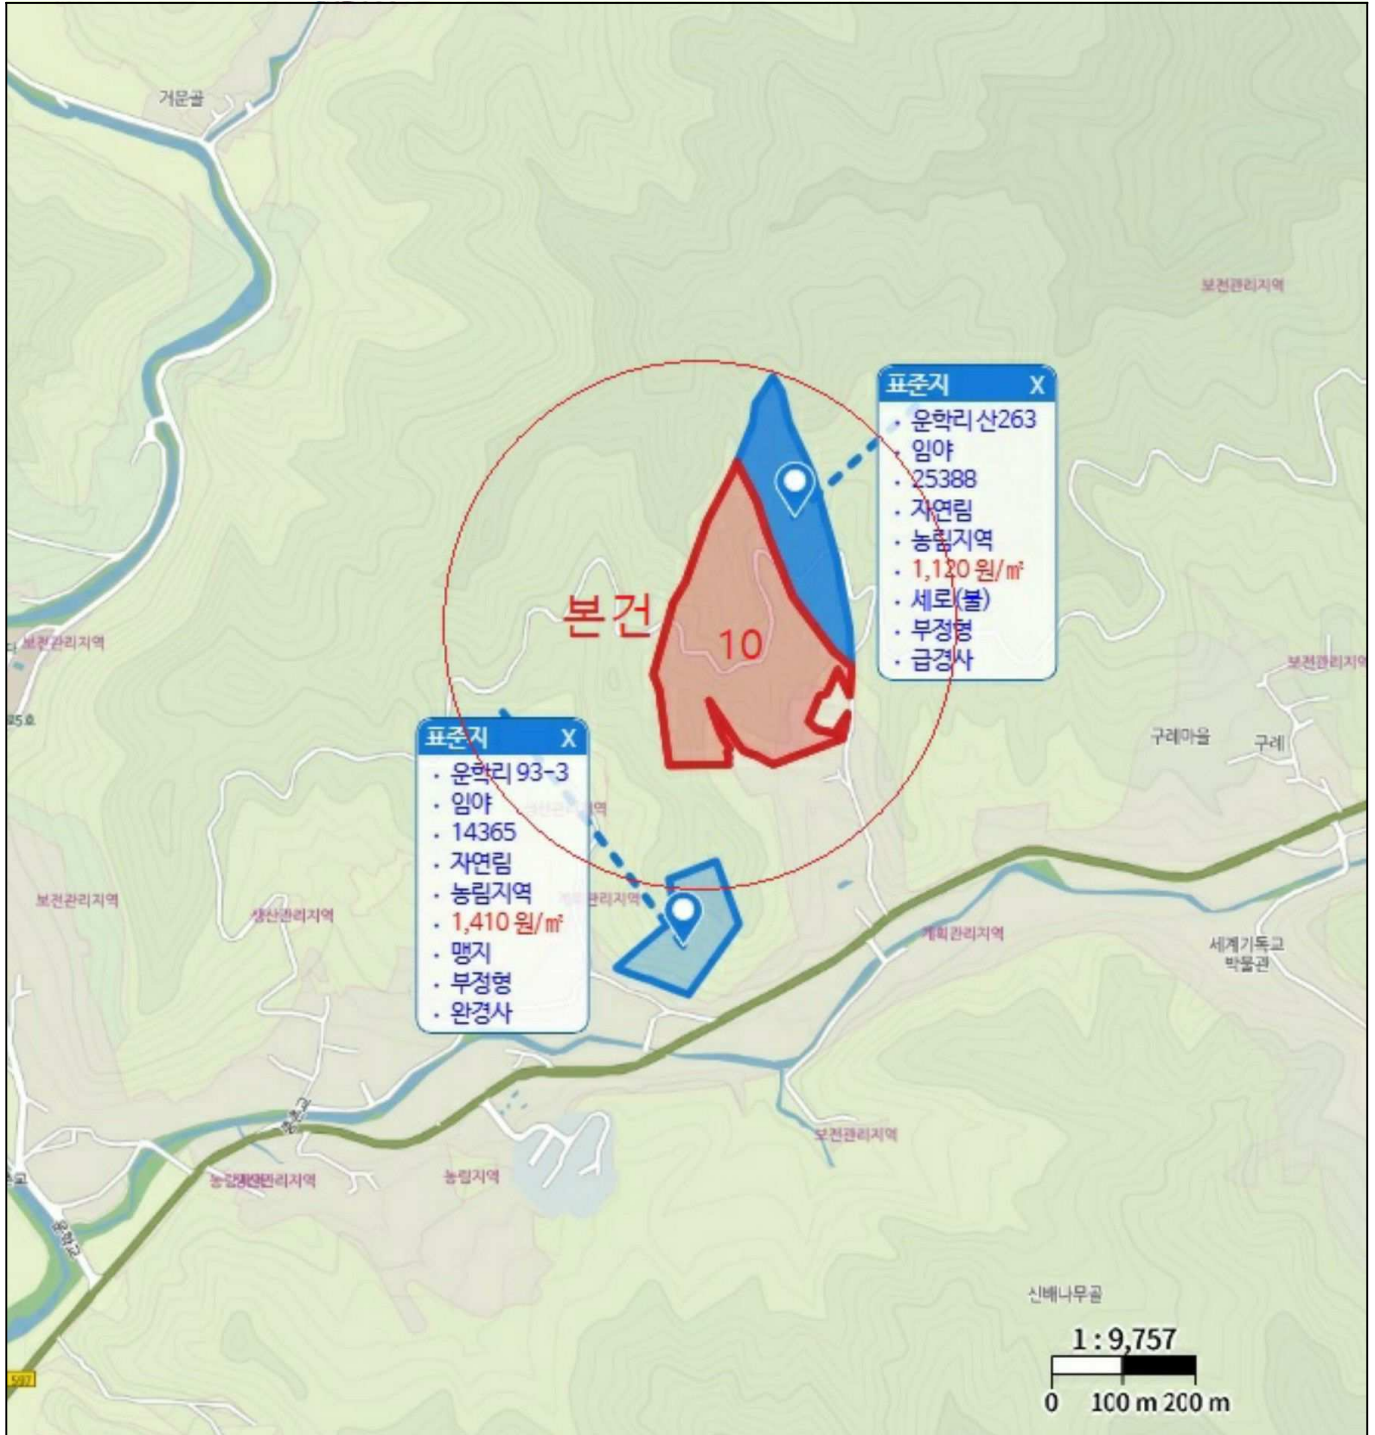 거문골
보전관리지역
표준지 X
· 운학리 산263
· 임야
· 25388
· 자연림
· 농림지역
· 1,120 원/㎡
· 세로(불)
· 부정형
· 급경사
본건
10
보전관리지역
보전관리지역
표준지 X
· 운학리 93-3
· 임야
· 14365
· 자연림
· 농림지역
· 1,410 원/㎡
· 맹지
· 부정형
· 완경사
구레마을
구레
보전관리지역
생산관리지역
계획관리지역
세계기독교
박물관
보전관리지역
농림지역
운학교
신배나무골
597
1 : 9,757
0 100 m 200 m